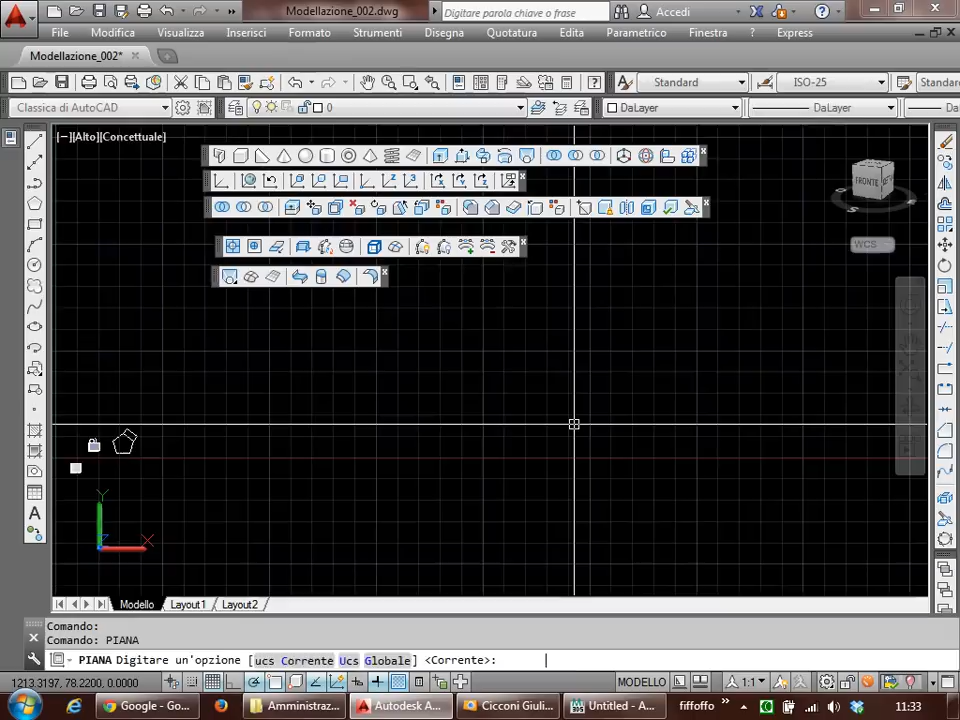 Modellazione_002.dwg
Digitare parola chiave o frase
Accedi
File Modifica Visualizza Inserisci Formato Strumenti Disegna Quotatura Edita Parametrico Finestra ? Express
Modellazione_002*
Standard
ISO-25
Standard
Classica di AutoCAD
0
DaLayer
DaLayer
Da
[−][Alto][Concettuale]
FRONTE
WCS
Y
X
Modello Layout1 Layout2
Comando:
Comando: PIANA
PIANA Digitare un'opzione [ucs Corrente Ucs Globale] <Corrente>:
1213.3197, 78.2200, 0.0000
MODELLO
1:1
Google - Go...
Amministraz...
Autodesk A...
Cicconi Giuli...
Untitled - A...
fiffoffo
11:33